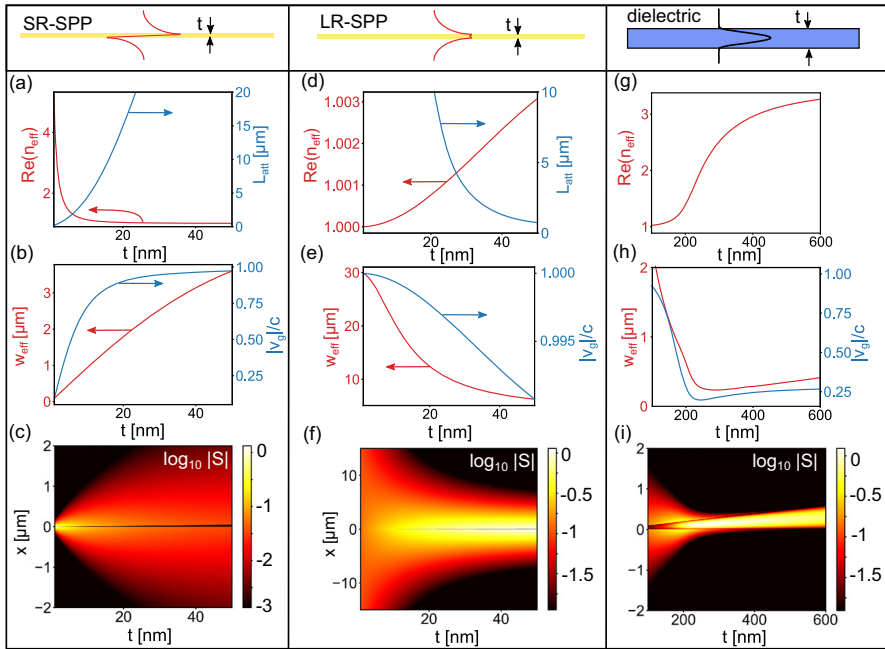 SR-SPP
t
LR-SPP
t
dielectric
t
(a)
Re(n_eff)
4
2
20
15
10
5
0
L_att [µm]
20
40
t [nm]
(d)
Re(n_eff)
1.003
1.002
1.001
1.000
10
5
0
L_att [µm]
20
40
t [nm]
(g)
Re(n_eff)
3
2
1
200
400
600
t [nm]
(b)
w_eff [µm]
3
2
1
0
1.00
0.75
0.50
0.25
|v_g|/c
20
40
t [nm]
(e)
w_eff [µm]
30
20
10
1.000
0.995
|v_g|/c
20
40
t [nm]
(h)
w_eff [µm]
2
1
0
1.00
0.75
0.50
0.25
|v_g|/c
200
400
600
t [nm]
(c)
log10 |S|
x [µm]
2
1
0
-1
-2
20
40
t [nm]
0
-1
-2
-3
(f)
log10 |S|
x [µm]
10
0
-10
20
40
t [nm]
0
-0.5
-1
-1.5
(i)
log10 |S|
x [µm]
2
1
0
-1
-2
200
400
600
t [nm]
0
-0.5
-1
-1.5